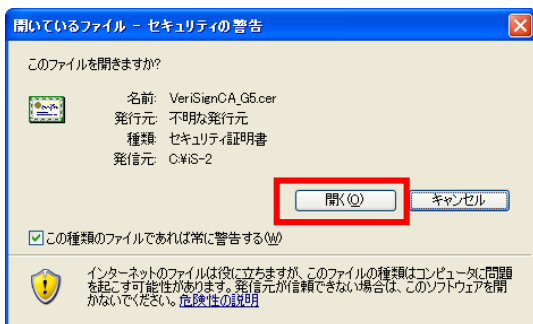 開いているファイル - セキュリティの警告
このファイルを開きますか?
名前: VeriSignCA_G5.cer
発行元: 不明な発行元
種類: セキュリティ証明書
発信元: C:¥iS-2
開く(O)
キャンセル
この種類のファイルであれば常に警告する(W)
インターネットのファイルは役に立ちますが、このファイルの種類はコンピュータに問題
を起こす可能性があります。発信元が信頼できない場合は、このソフトウェアを開
かないでください。危険性の説明